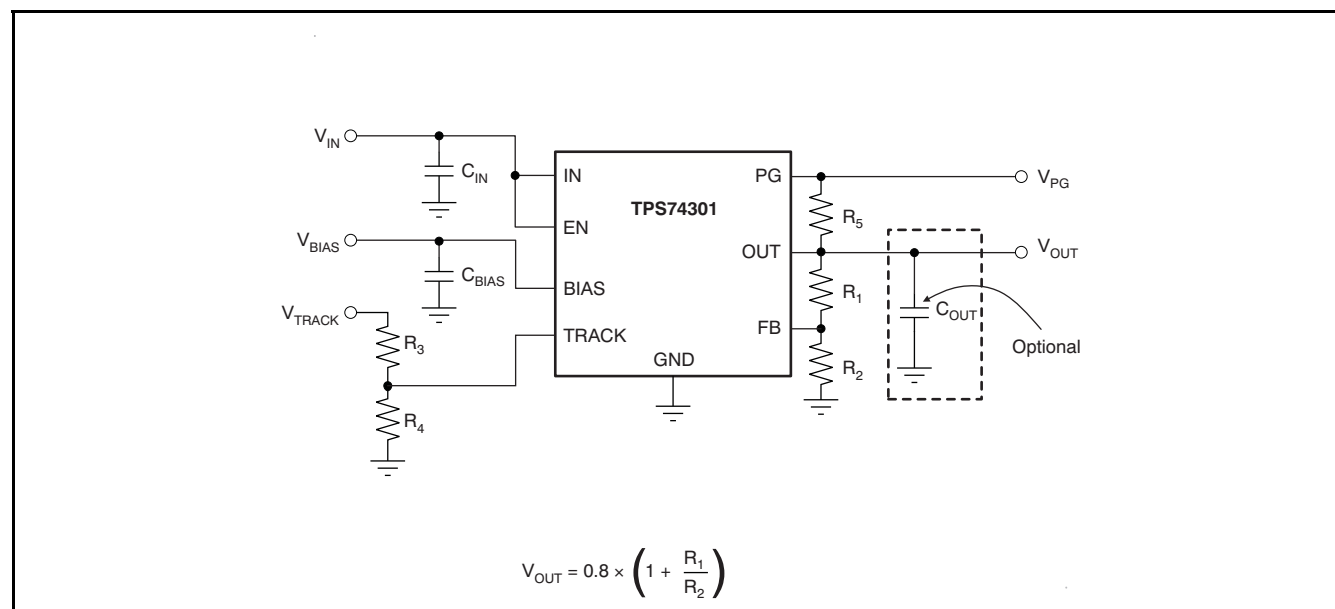 V_IN
C_IN
IN
EN
TPS74301
PG
V_PG
R_5
V_BIAS
C_BIAS
BIAS
OUT
V_OUT
R_1
C_OUT
Optional
V_TRACK
R_3
TRACK
FB
R_2
GND
R_4
V_OUT = 0.8 × (1 + R_1/R_2)